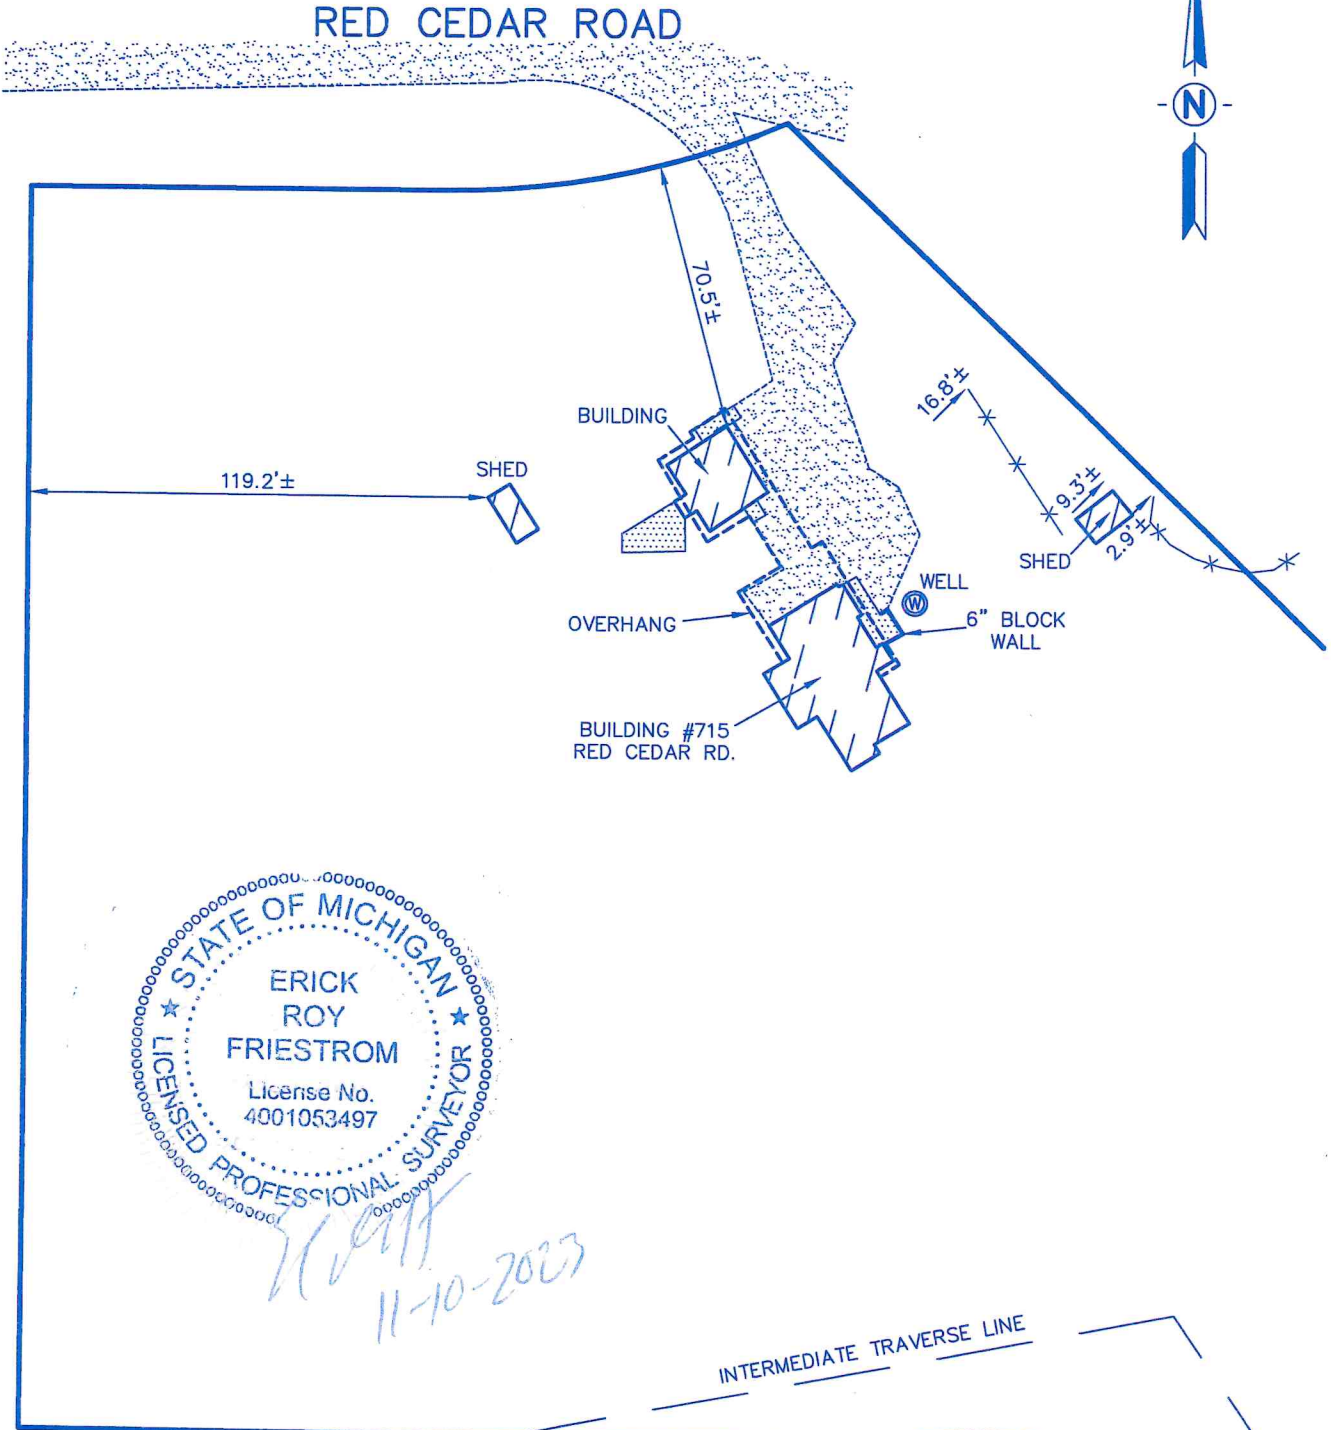 RED CEDAR ROAD
N
70.5'±
16.8'±
BUILDING
SHED
119.2'±
9.3'±
2.9'±
SHED
WELL
W
OVERHANG
6" BLOCK
WALL
BUILDING #715
RED CEDAR RD.
STATE OF MICHIGAN
ERICK
ROY
FRIESTROM
License No.
4001053497
LICENSED PROFESSIONAL SURVEYOR
11-10-2023
INTERMEDIATE TRAVERSE LINE